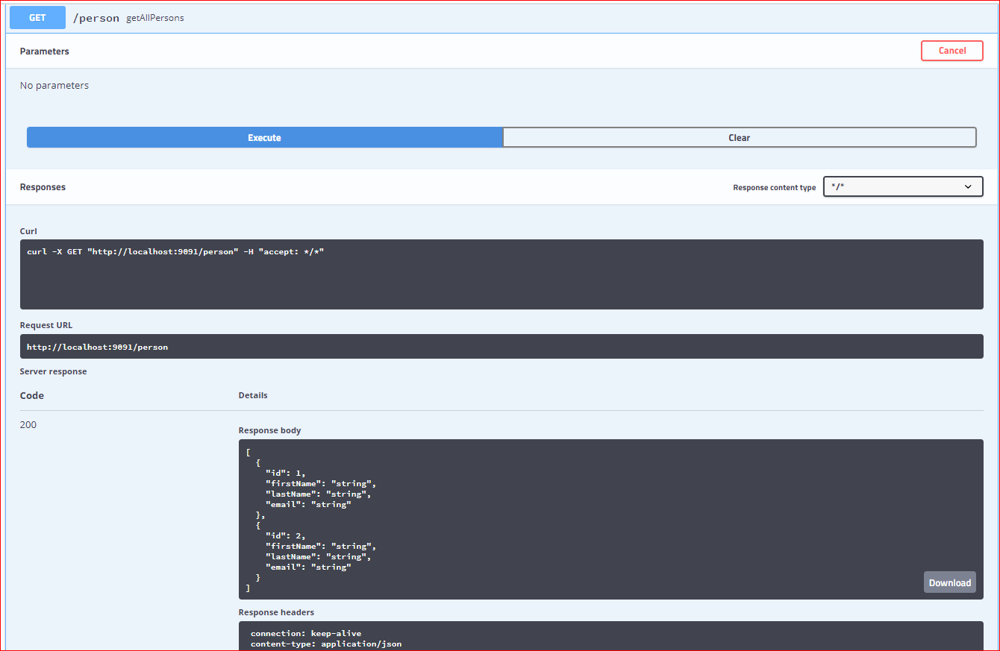 GET /person getAllPersons
Parameters Cancel
No parameters
Execute Clear
Responses Response content type */*
Curl
curl -X GET "http://localhost:9091/person" -H "accept: */*"
Request URL
http://localhost:9091/person
Server response
Code Details
200
Response body
[
  {
    "id": 1,
    "firstName": "string",
    "lastName": "string",
    "email": "string"
  },
  {
    "id": 2,
    "firstName": "string",
    "lastName": "string",
    "email": "string"
  }
]
Download
Response headers
connection: keep-alive
content-type: application/json